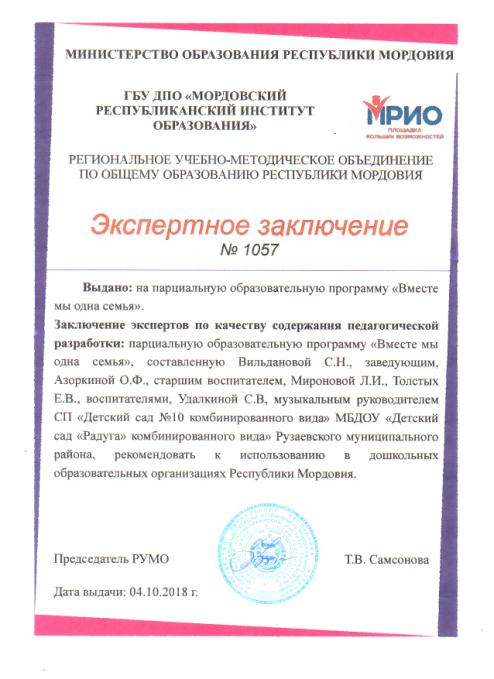 МИНИСТЕРСТВО ОБРАЗОВАНИЯ РЕСПУБЛИКИ МОРДОВИЯ
ГБУ ДПО «МОРДОВСКИЙ
РЕСПУБЛИКАНСКИЙ ИНСТИТУТ
ОБРАЗОВАНИЯ»
МРИО
ПЛОЩАДКА
БОЛЬШИХ ВОЗМОЖНОСТЕЙ
РЕГИОНАЛЬНОЕ УЧЕБНО-МЕТОДИЧЕСКОЕ ОБЪЕДИНЕНИЕ
ПО ОБЩЕМУ ОБРАЗОВАНИЮ РЕСПУБЛИКИ МОРДОВИЯ
Экспертное заключение
№ 1057
Выдано: на парциальную образовательную программу «Вместе
мы одна семья».
Заключение экспертов по качеству содержания педагогической
разработки: парциальную образовательную программу «Вместе мы
одна семья», составленную Вильдановой С.Н., заведующим,
Азоркиной О.Ф., старшим воспитателем, Мироновой Л.И., Толстых
Е.В., воспитателями, Удалкиной С.В, музыкальным руководителем
СП «Детский сад №10 комбинированного вида» МБДОУ «Детский
сад «Радуга» комбинированного вида» Рузаевского муниципального
района, рекомендовать к использованию в дошкольных
образовательных организациях Республики Мордовия.
Председатель РУМО
Т.В. Самсонова
Дата выдачи: 04.10.2018 г.